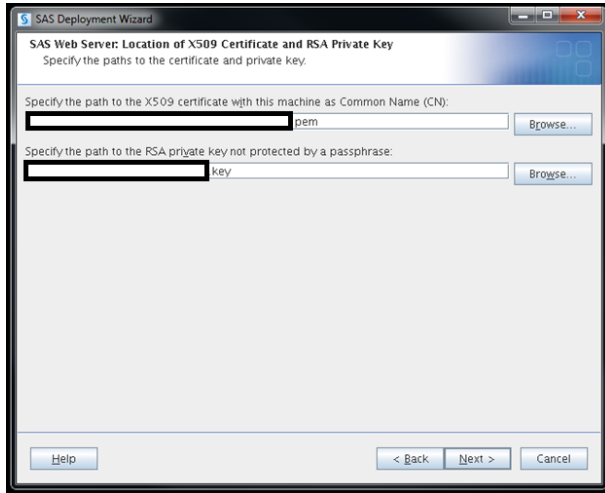 SAS Deployment Wizard
SAS Web Server: Location of X509 Certificate and RSA Private Key
Specify the paths to the certificate and private key.
Specify the path to the X509 certificate with this machine as Common Name (CN):
pem
Browse...
Specify the path to the RSA private key not protected by a passphrase:
key
Browse...
Help
< Back
Next >
Cancel